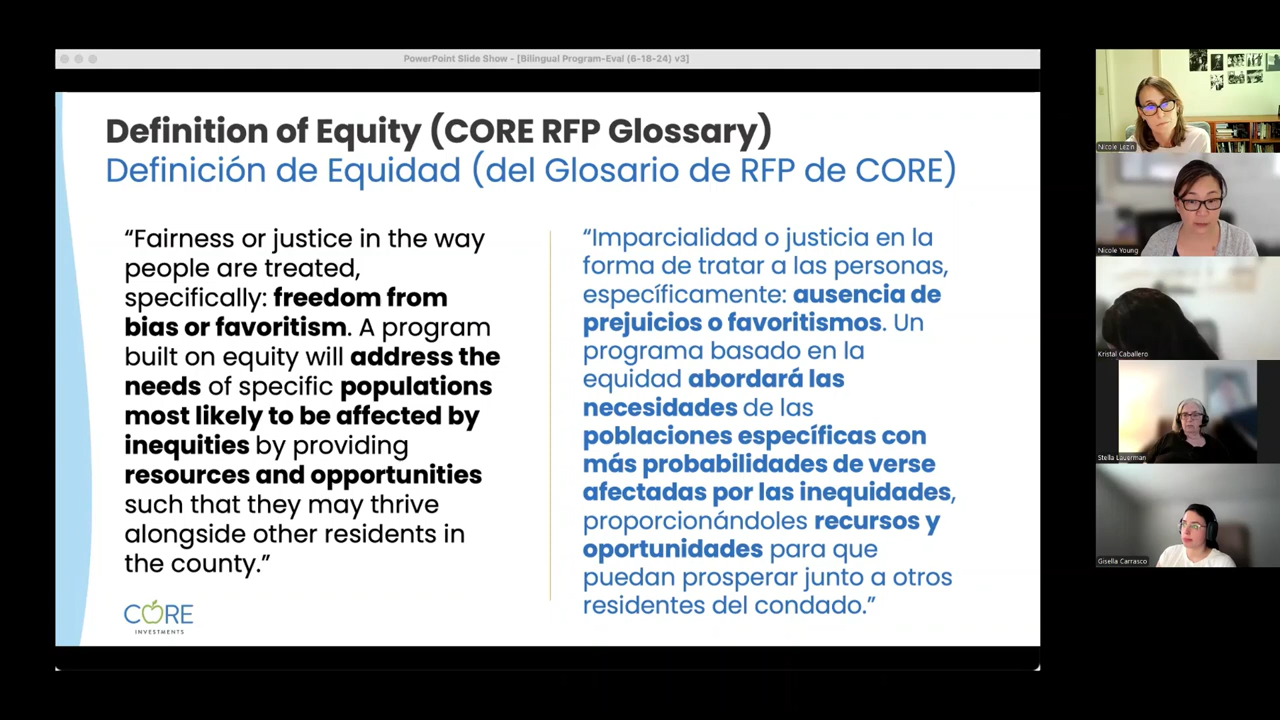 PowerPoint Slide Show - [Bilingual Program-Eval (6-18-24) v3]
Definition of Equity (CORE RFP Glossary)
Definición de Equidad (del Glosario de RFP de CORE)
“Fairness or justice in the way
people are treated,
specifically: freedom from
bias or favoritism. A program
built on equity will address the
needs of specific populations
most likely to be affected by
inequities by providing
resources and opportunities
such that they may thrive
alongside other residents in
the county.”
“Imparcialidad o justicia en la
forma de tratar a las personas,
específicamente: ausencia de
prejuicios o favoritismos. Un
programa basado en la
equidad abordará las
necesidades de las
poblaciones específicas con
más probabilidades de verse
afectadas por las inequidades,
proporcionándoles recursos y
oportunidades para que
puedan prosperar junto a otros
residentes del condado.”
CORE
INVESTMENTS
Nicole Lezin
Nicole Young
Kristal Caballero
Stella Lauerman
Gisella Carrasco